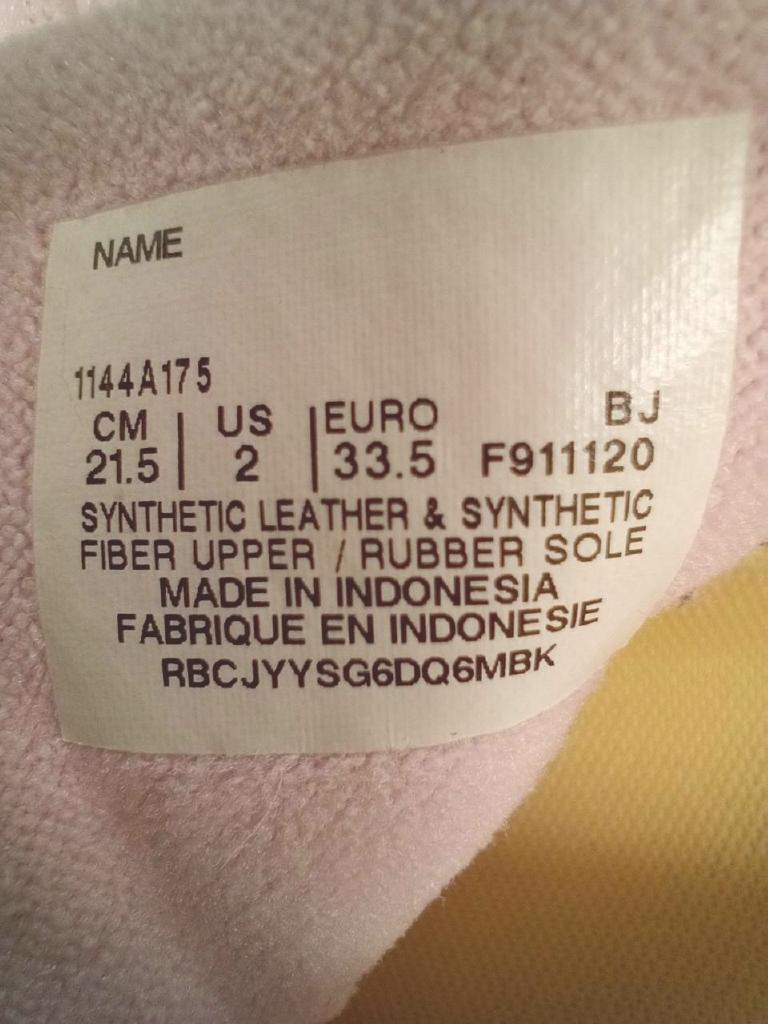 NAME
1144A175
CM | US | EURO BJ
21.5 | 2 | 33.5 F911120
SYNTHETIC LEATHER & SYNTHETIC
FIBER UPPER / RUBBER SOLE
MADE IN INDONESIA
FABRIQUE EN INDONESIE
RBCJYYSG6DQ6MBK